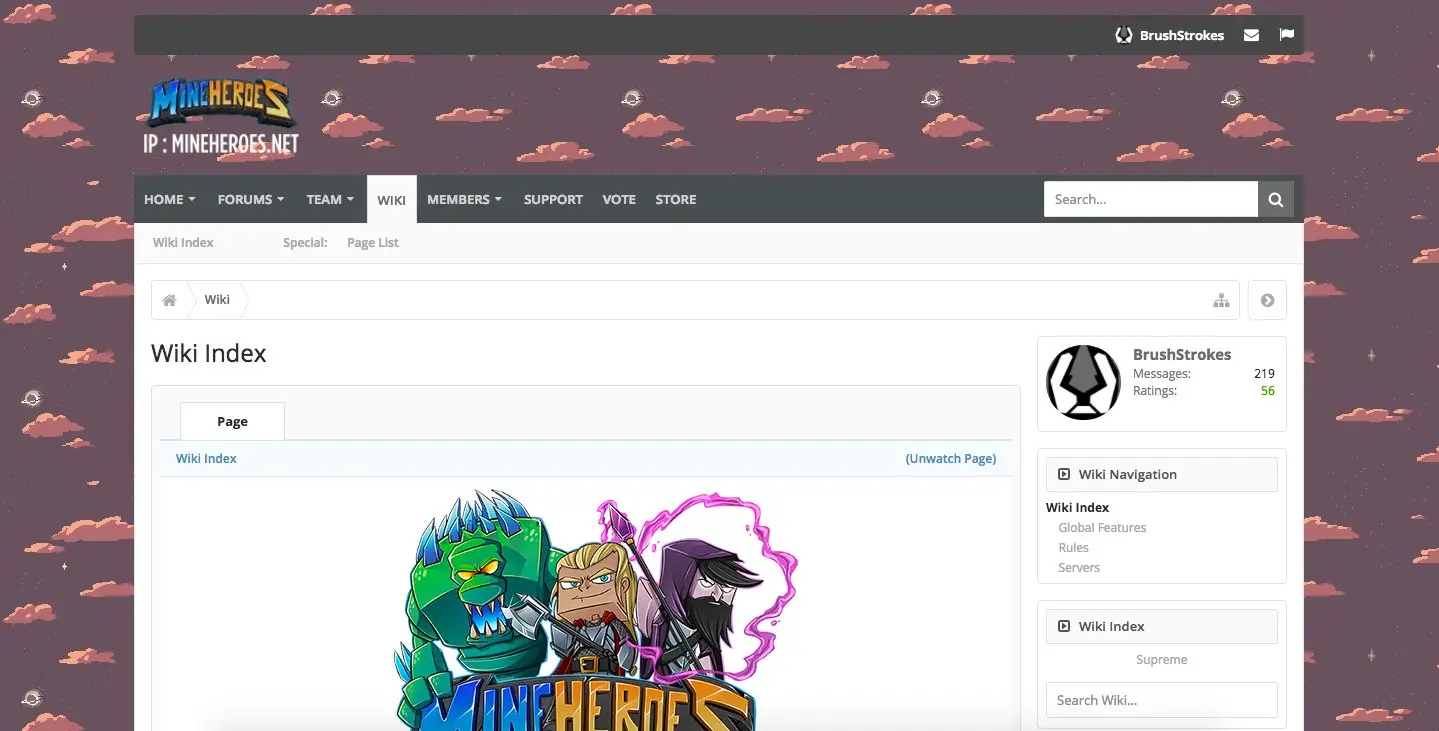 BrushStrokes
MINEHEROES
IP : MINEHEROES.NET
HOME FORUMS TEAM WIKI MEMBERS SUPPORT VOTE STORE Search...
Wiki Index Special: Page List
Wiki
Wiki Index
BrushStrokes
Messages: 219
Ratings: 56
Page
Wiki Index (Unwatch Page)
MINEHEROES
Wiki Navigation
Wiki Index
Global Features
Rules
Servers
Wiki Index
Supreme
Search Wiki...